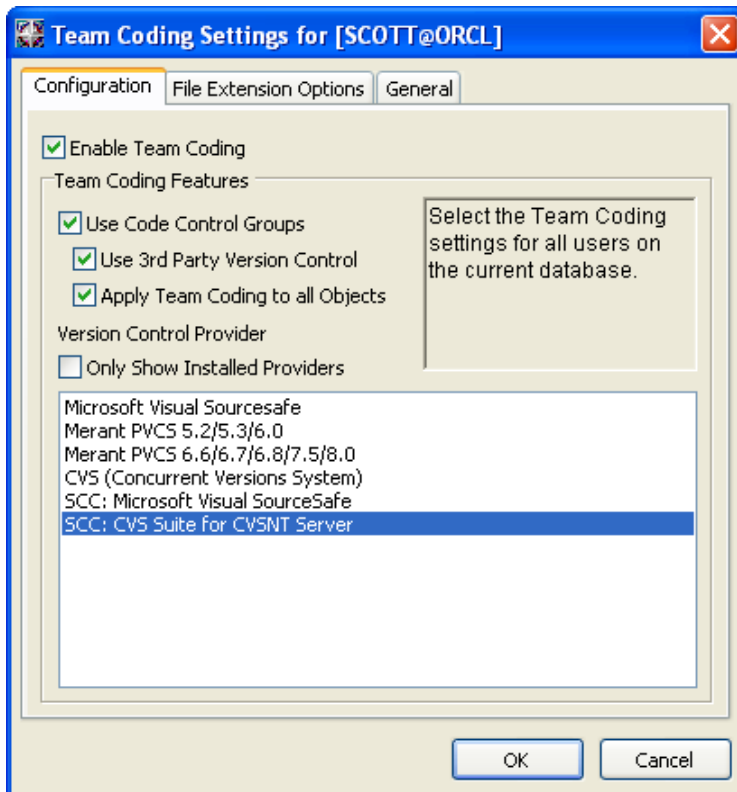 Team Coding Settings for [SCOTT@ORCL]
Configuration
File Extension Options
General
Enable Team Coding
Team Coding Features
Use Code Control Groups
Use 3rd Party Version Control
Apply Team Coding to all Objects
Select the Team Coding
settings for all users on
the current database.
Version Control Provider
Only Show Installed Providers
Microsoft Visual Sourcesafe
Merant PVCS 5.2/5.3/6.0
Merant PVCS 6.6/6.7/6.8/7.5/8.0
CVS (Concurrent Versions System)
SCC: Microsoft Visual SourceSafe
SCC: CVS Suite for CVSNT Server
OK
Cancel